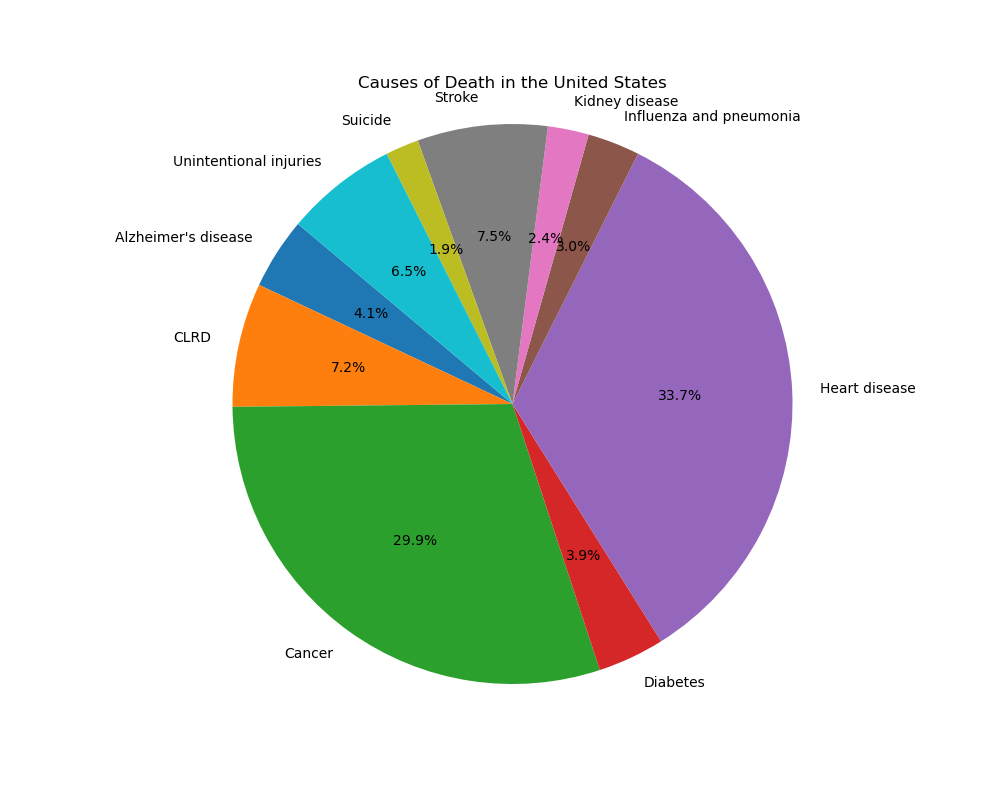 Causes of Death in the United States
Stroke
Kidney disease
Influenza and pneumonia
Suicide
Unintentional injuries
Alzheimer's disease
CLRD
Heart disease
Cancer
Diabetes
7.5%
2.4%
3.0%
1.9%
6.5%
4.1%
7.2%
33.7%
29.9%
3.9%